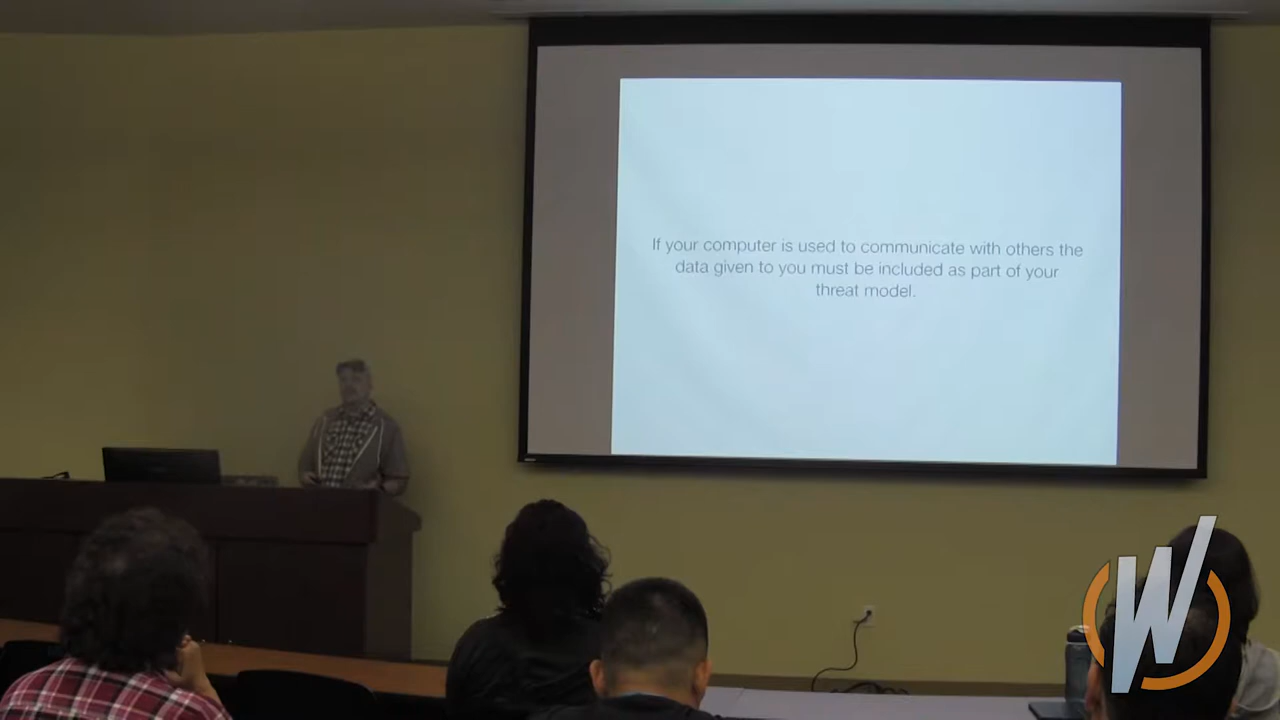 If your computer is used to communicate with others the
data given to you must be included as part of your
threat model.
W